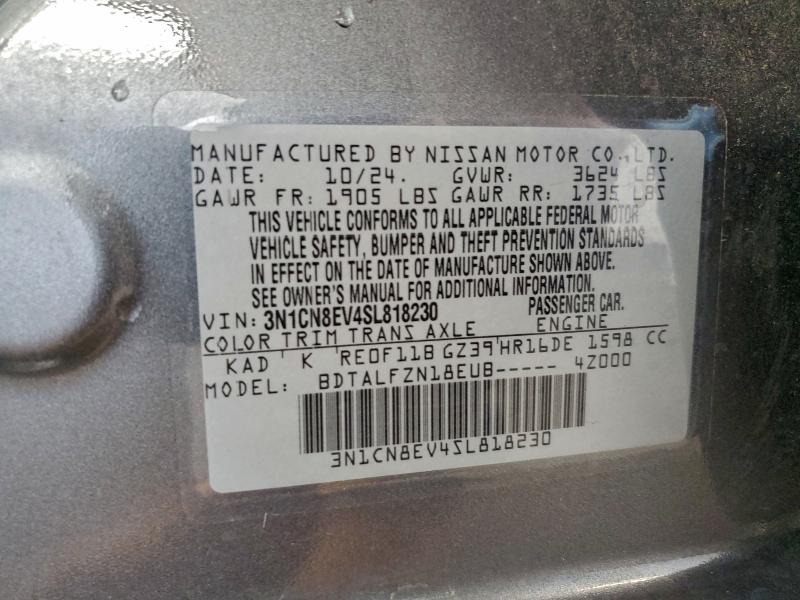 MANUFACTURED BY NISSAN MOTOR CO., LTD.
DATE: 10/24. GVWR: 3624 LBS
GAWR FR: 1905 LBS GAWR RR: 1735 LBS
THIS VEHICLE CONFORMS TO ALL APPLICABLE FEDERAL MOTOR
VEHICLE SAFETY, BUMPER AND THEFT PREVENTION STANDARDS
IN EFFECT ON THE DATE OF MANUFACTURE SHOWN ABOVE.
SEE OWNER'S MANUAL FOR ADDITIONAL INFORMATION.
VIN: 3N1CN8EV4SL818230 PASSENGER CAR.
COLOR TRIM TRANS AXLE ENGINE
KAD ' K RE0F11B GZ39'HR16DE 1598 CC
MODEL: BDTALFZN18EUB----- 4Z000
3N1CN8EV4SL818230